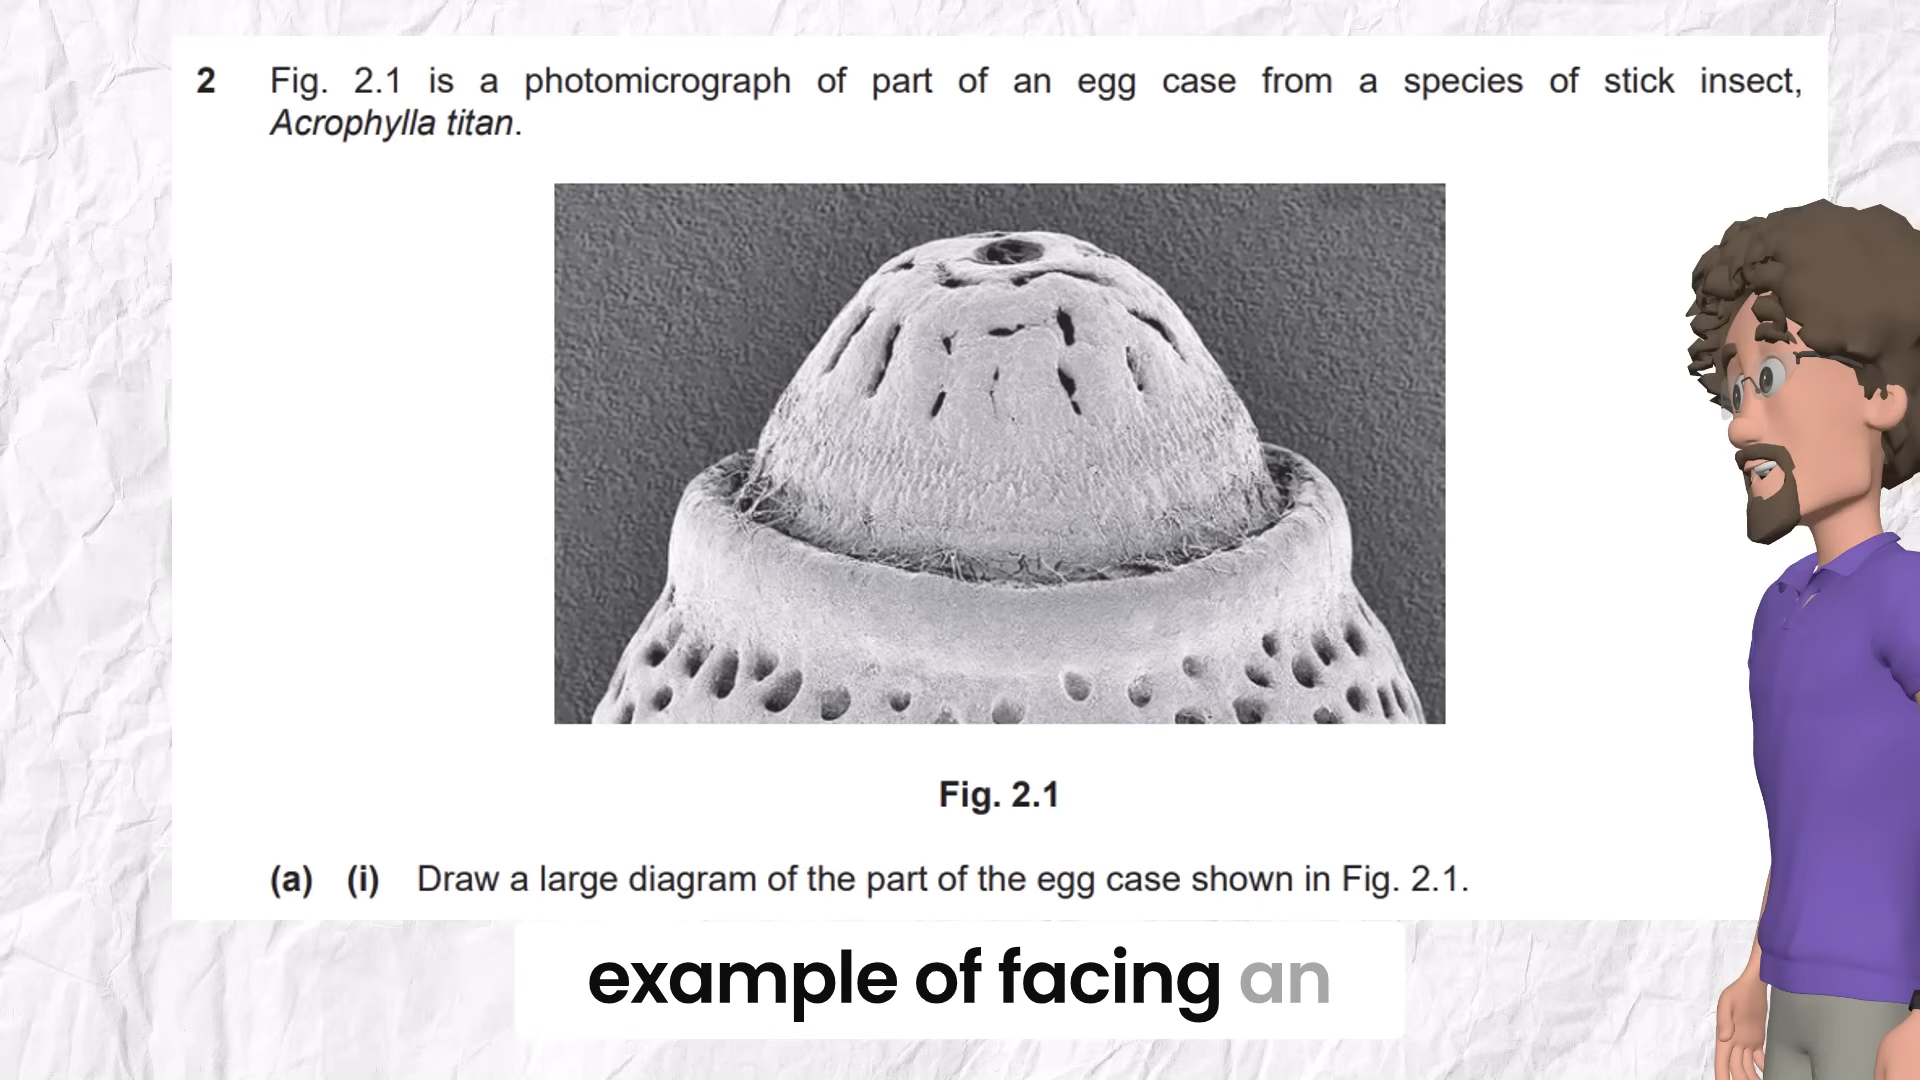 2 Fig. 2.1 is a photomicrograph of part of an egg case from a species of stick insect,
Acrophylla titan.
Fig. 2.1
(a) (i) Draw a large diagram of the part of the egg case shown in Fig. 2.1.
example of facing an